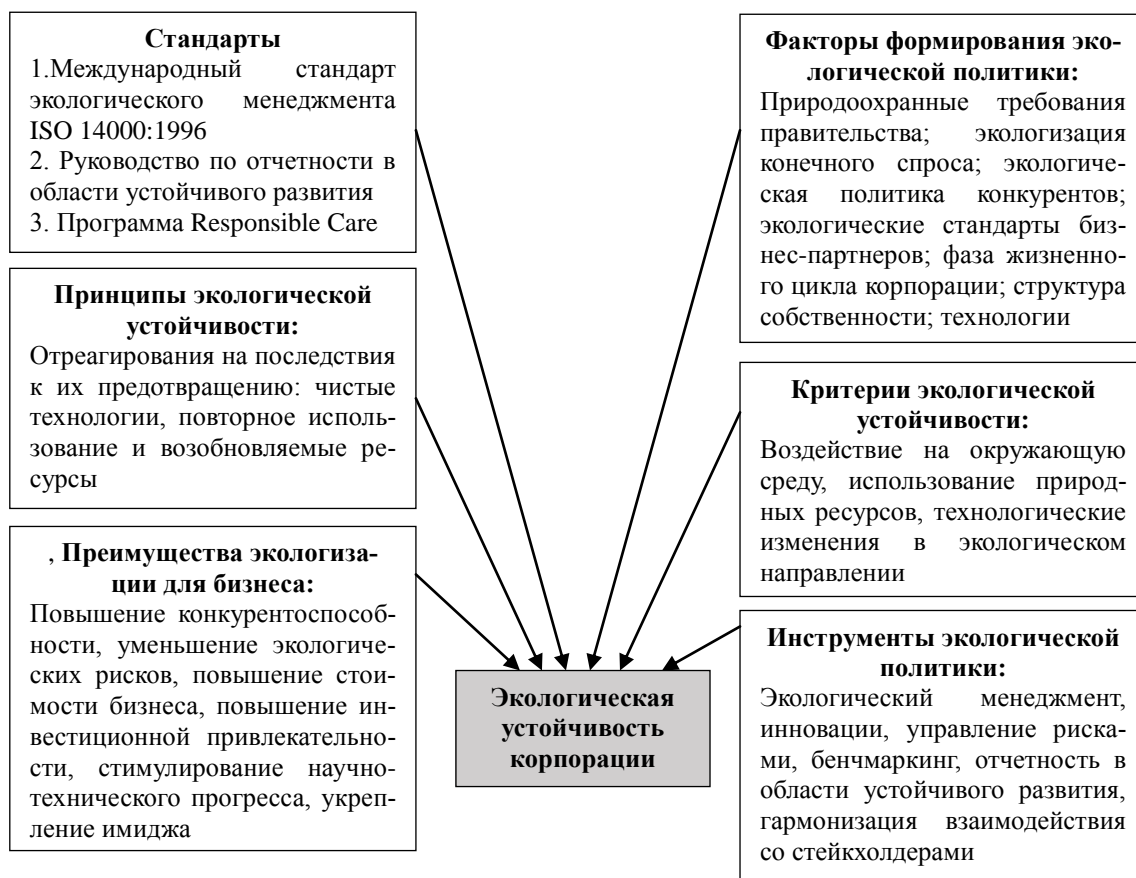 Стандарты
1.Международный стандарт
экологического менеджмента
ISO 14000:1996
2. Руководство по отчетности в
области устойчивого развития
3. Программа Responsible Care
Принципы экологической
устойчивости:
Отреагирования на последствия
к их предотвращению: чистые
технологии, повторное исполь-
зование и возобновляемые ре-
сурсы
, Преимущества экологиза-
ции для бизнеса:
Повышение конкурентоспособ-
ности, уменьшение экологиче-
ских рисков, повышение стои-
мости бизнеса, повышение ин-
вестиционной привлекательно-
сти, стимулирование научно-
технического прогресса, укреп-
ление имиджа
Экологическая
устойчивость
корпорации
Факторы формирования эко-
логической политики:
Природоохранные требования
правительства; экологизация
конечного спроса; экологиче-
ская политика конкурентов;
экологические стандарты биз-
нес-партнеров; фаза жизненно-
го цикла корпорации; структура
собственности; технологии
Критерии экологической
устойчивости:
Воздействие на окружающую
среду, использование природ-
ных ресурсов, технологические
изменения в экологическом
направлении
Инструменты экологической
политики:
Экологический менеджмент,
инновации, управление риска-
ми, бенчмаркинг, отчетность в
области устойчивого развития,
гармонизация взаимодействия
со стейкхолдерами